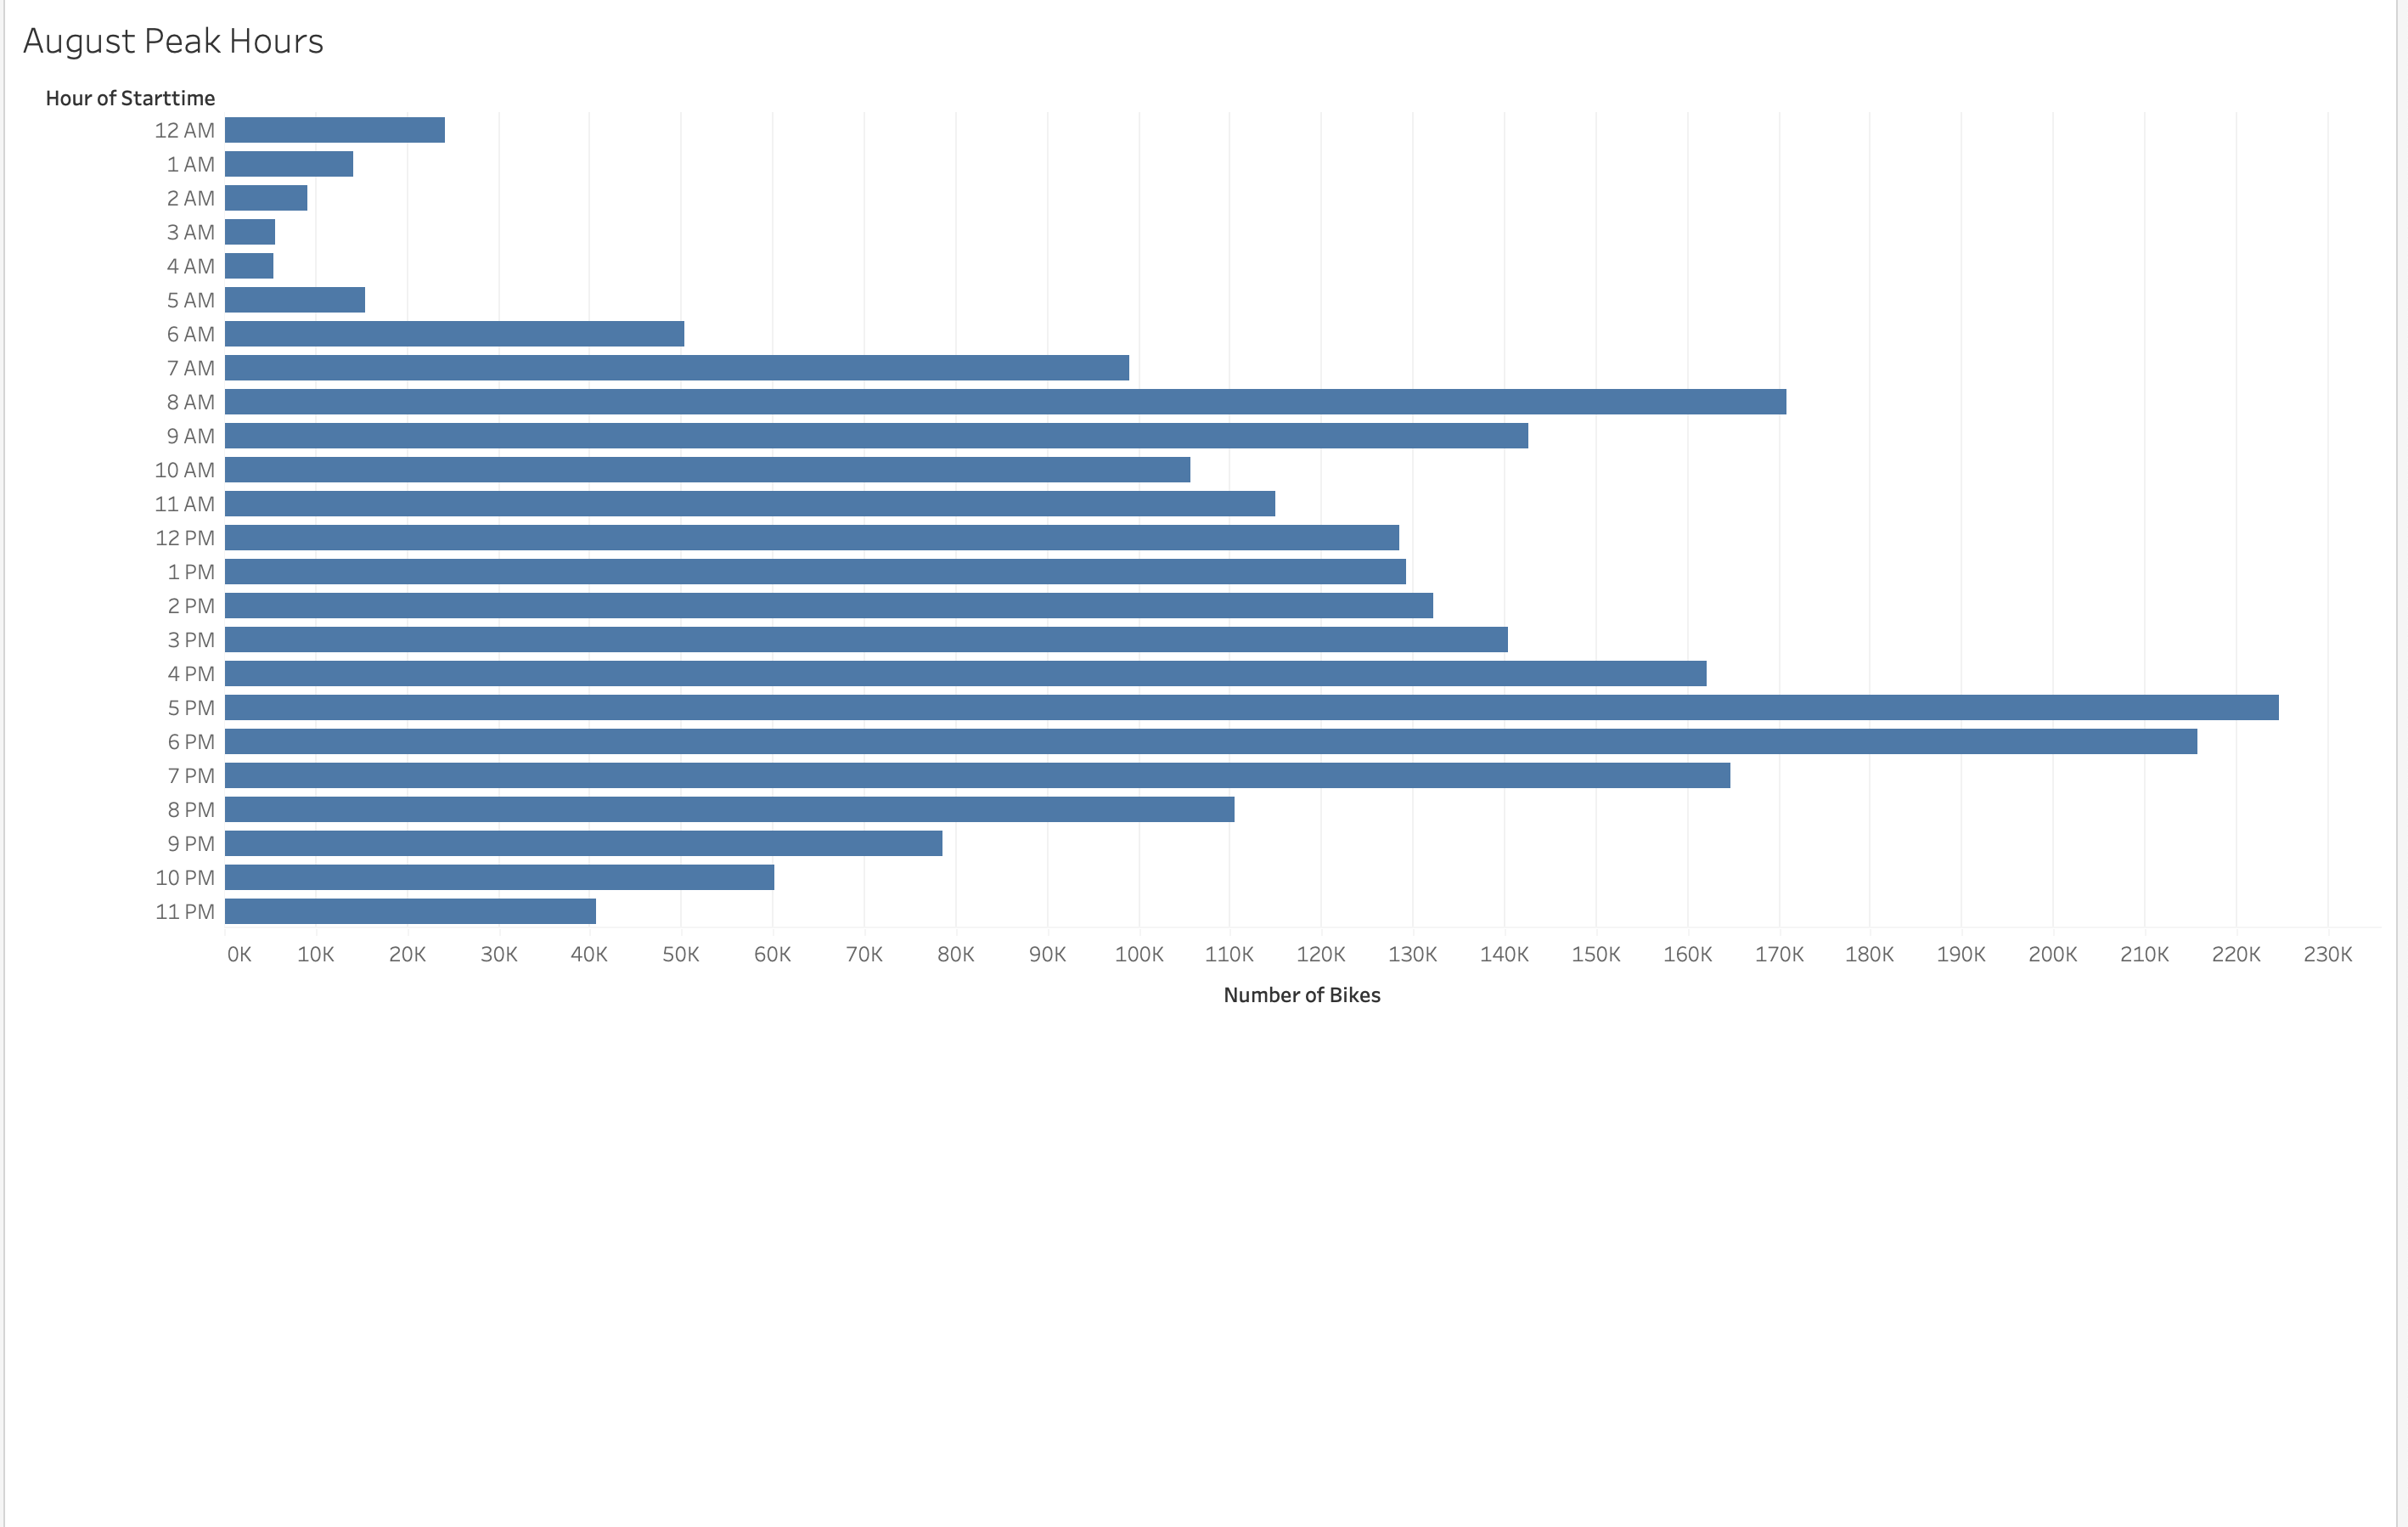 August Peak Hours
Hour of Starttime
12 AM
1 AM
2 AM
3 AM
4 AM
5 AM
6 AM
7 AM
8 AM
9 AM
10 AM
11 AM
12 PM
1 PM
2 PM
3 PM
4 PM
5 PM
6 PM
7 PM
8 PM
9 PM
10 PM
11 PM
0K 10K 20K 30K 40K 50K 60K 70K 80K 90K 100K 110K 120K 130K 140K 150K 160K 170K 180K 190K 200K 210K 220K 230K
Number of Bikes